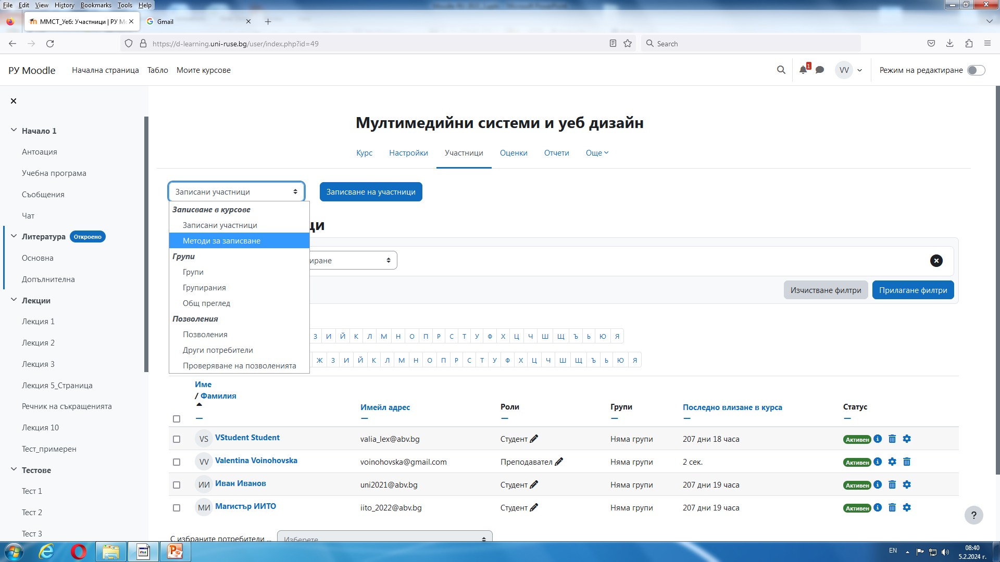 File Edit View History Bookmarks Tools Help
ММСТ_Уеб: Участници | РУ Mo
Gmail
https://d-learning.uni-ruse.bg/user/index.php?id=49
Search
РУ Moodle Начална страница Табло Моите курсове
1
VV
Режим на редактиране
Начало 1
Антоация
Учебна програма
Съобщения
Чат
Литература Откроено
Основна
Допълнителна
Лекции
Лекция 1
Лекция 2
Лекция 3
Лекция 5_Страница
Речник на съкращенията
Лекция 10
Тест_примерен
Тестове
Тест 1
Тест 2
Тест 3
Мултимедийни системи и уеб дизайн
Курс Настройки Участници Оценки Отчети Още
Записани участници
Записване на участници
Записване в курсове
Записани участници
Методи за записване
Групи
Групи
Групирания
Общ преглед
Позволения
Позволения
Други потребители
Проверяване на позволенията
ци
иране
Изчистване филтри Прилагане филтри
З И Й К Л М Н О П Р С Т У Ф Х Ц Ч Ш Щ Ъ Ь Ю Я
Ж З И Й К Л М Н О П Р С Т У Ф Х Ц Ч Ш Щ Ъ Ь Ю Я
Име
/ Фамилия
Имейл адрес Роли Групи Последно влизане в курса Статус
VS VStudent Student valia_lex@abv.bg Студент Няма групи 207 дни 18 часа Активен
VV Valentina Voinohovska voinohovska@gmail.com Преподавател Няма групи 2 сек. Активен
ИИ Иван Иванов uni2021@abv.bg Студент Няма групи 207 дни 19 часа Активен
МИ Магистър ИИТО iito_2022@abv.bg Студент Няма групи 207 дни 19 часа Активен
?
С избраните потребители ... Изберете
EN
08:40
5.2.2024 г.